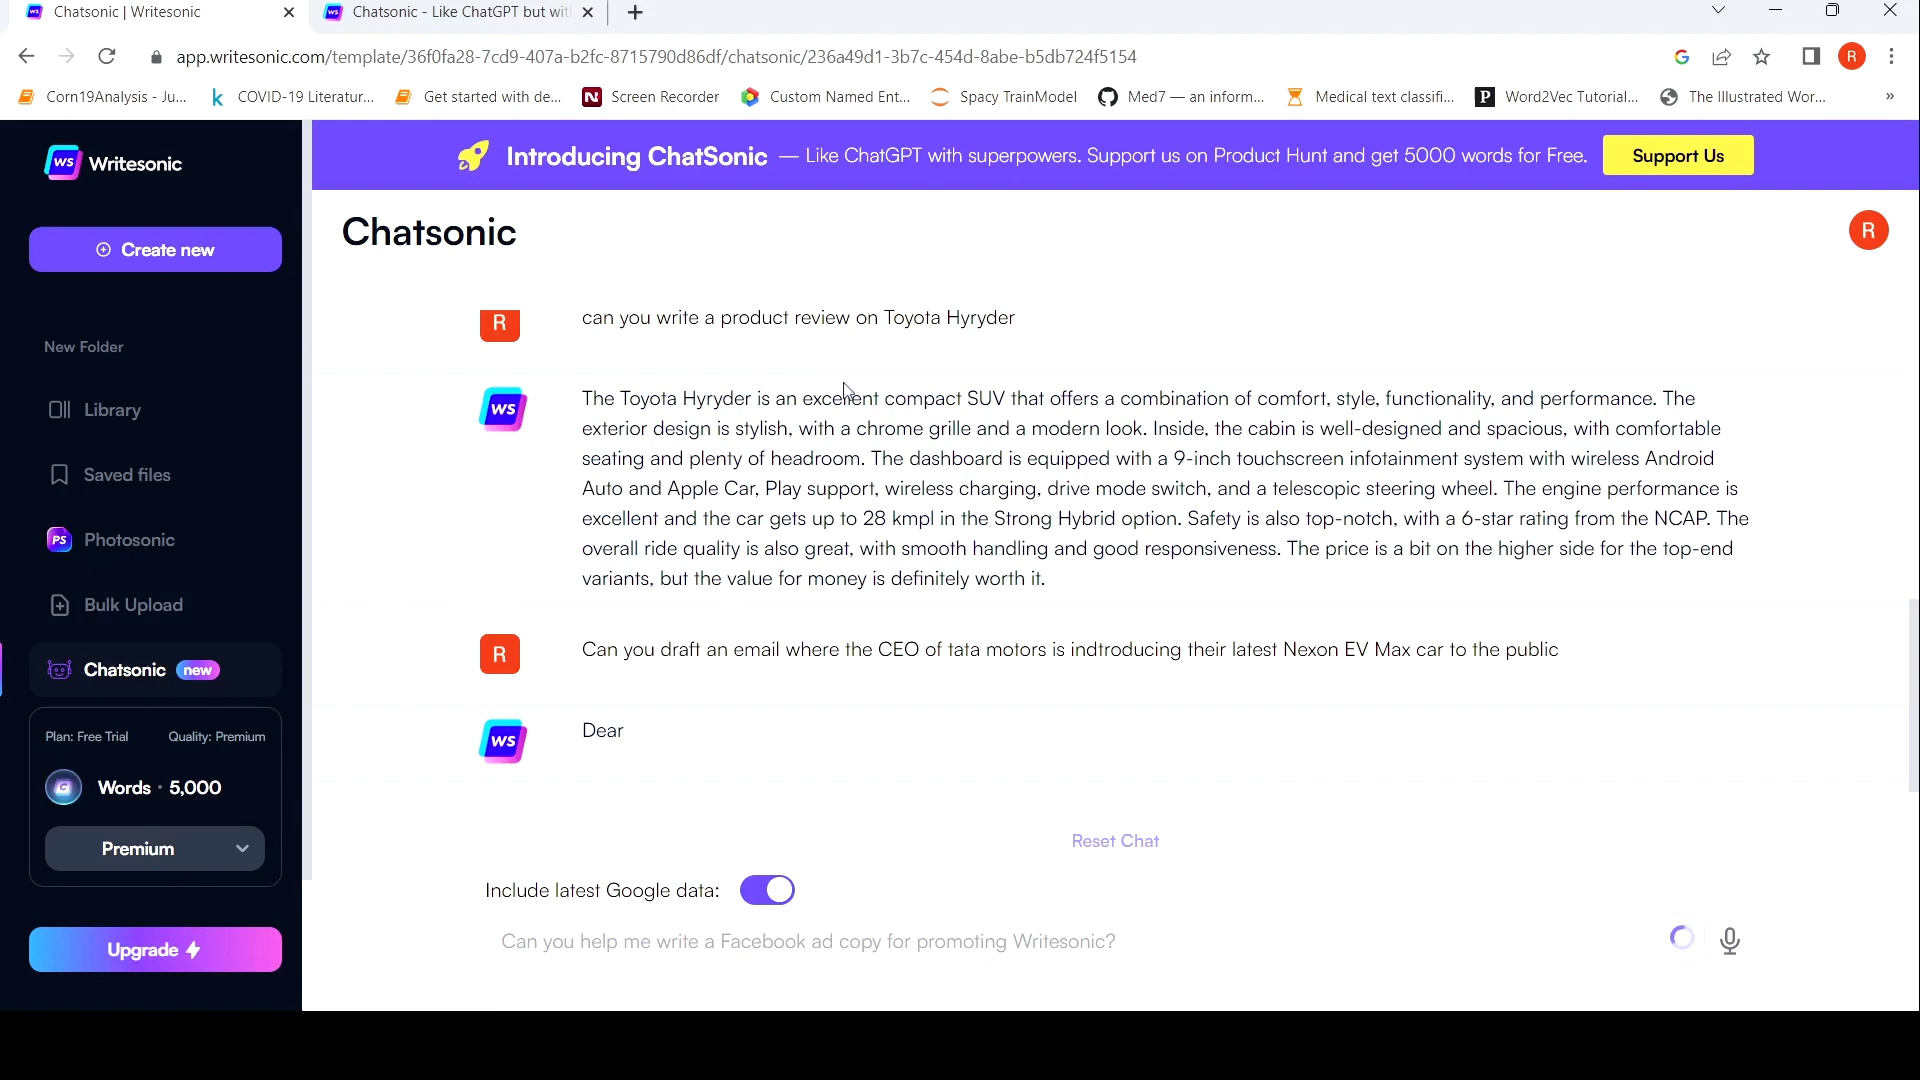 Chatsonic | Writesonic
Chatsonic - Like ChatGPT but wit
app.writesonic.com/template/36f0fa28-7cd9-407a-b2fc-8715790d86df/chatsonic/236a49d1-3b7c-454d-8abe-b5db724f5154
R
Corn19Analysis - Ju...
COVID-19 Literatur...
Get started with de...
Screen Recorder
Custom Named Ent...
Spacy TrainModel
Med7 — an inform...
Medical text classifi...
Word2Vec Tutorial...
The Illustrated Wor...
»
WS Writesonic
Introducing ChatSonic — Like ChatGPT with superpowers. Support us on Product Hunt and get 5000 words for Free.
Support Us
Create new
Chatsonic
R
New Folder
Library
Saved files
PS Photosonic
Bulk Upload
Chatsonic new
Plan: Free Trial Quality: Premium
G Words · 5,000
Premium
Upgrade
R can you write a product review on Toyota Hyryder
WS The Toyota Hyryder is an excellent compact SUV that offers a combination of comfort, style, functionality, and performance. The
exterior design is stylish, with a chrome grille and a modern look. Inside, the cabin is well-designed and spacious, with comfortable
seating and plenty of headroom. The dashboard is equipped with a 9-inch touchscreen infotainment system with wireless Android
Auto and Apple Car, Play support, wireless charging, drive mode switch, and a telescopic steering wheel. The engine performance is
excellent and the car gets up to 28 kmpl in the Strong Hybrid option. Safety is also top-notch, with a 6-star rating from the NCAP. The
overall ride quality is also great, with smooth handling and good responsiveness. The price is a bit on the higher side for the top-end
variants, but the value for money is definitely worth it.
R Can you draft an email where the CEO of tata motors is indtroducing their latest Nexon EV Max car to the public
WS Dear
Reset Chat
Include latest Google data:
Can you help me write a Facebook ad copy for promoting Writesonic?